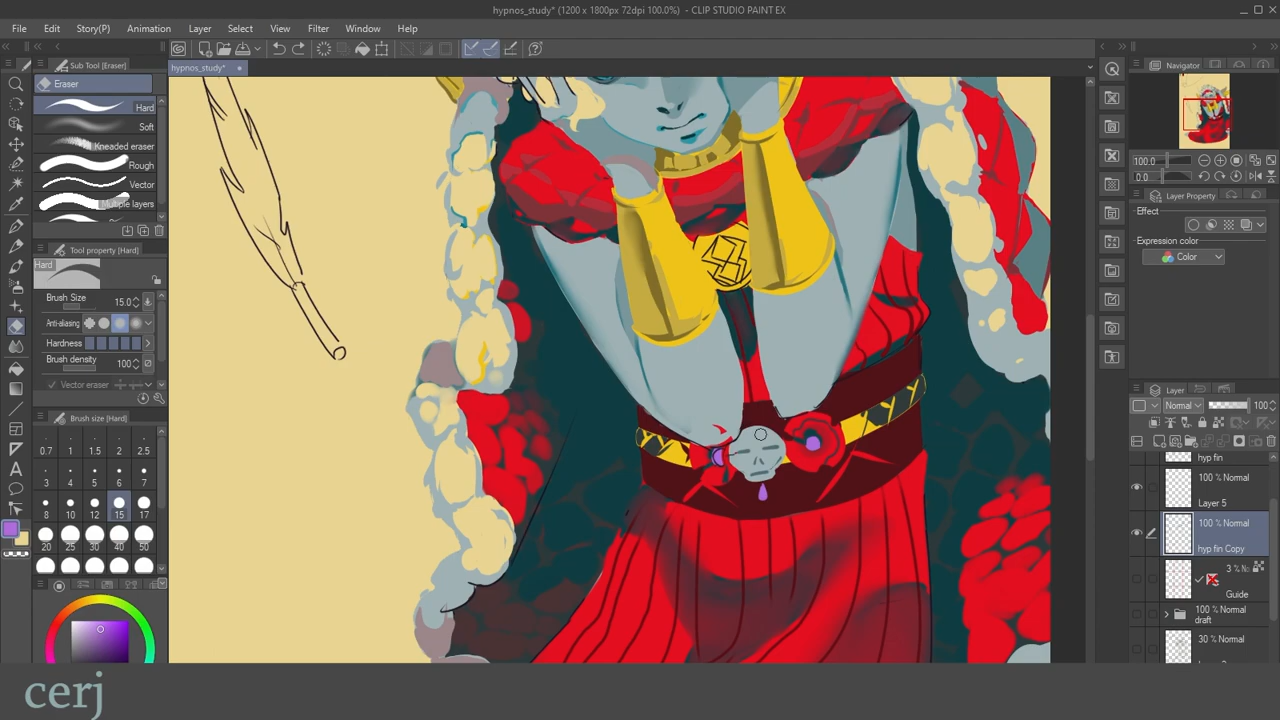 hypnos_study* (1200 x 1800px 72dpi 100.0%) - CLIP STUDIO PAINT EX
File Edit Story(P) Animation Layer Select View Filter Window Help
Sub Tool [Eraser]
hypnos_study*
Navigator
Eraser
Hard
Soft
Kneaded eraser
Rough
Vector
Multiple layers
100.0
0.0
Tool property [Hard]
Hard
Layer Property
Effect
Expression color
Color
Brush Size 15.0
Anti-aliasing
Hardness
Brush density 100
Vector eraser
Brush size [Hard]
0.7 1 1.5 2 2.5
3 4 5 6 7
8 10 12 15 17
20 25 30 40 50
Layer
Normal 100
hyp fin
100 % Normal
Layer 5
100 % Normal
hyp fin Copy
3 %
Guide
100 % Normal
draft
30 % Normal
cerj